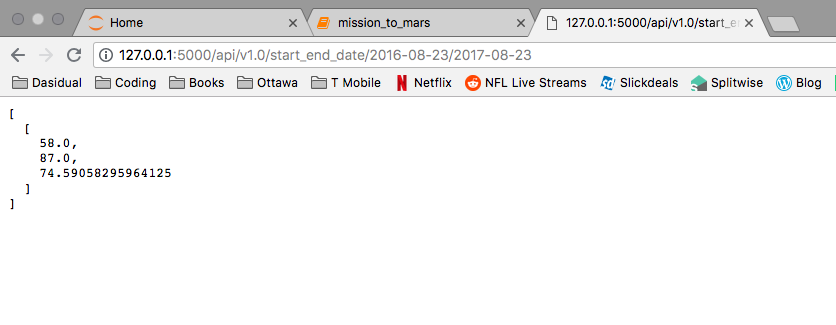 Home
mission_to_mars
127.0.0.1:5000/api/v1.0/start_e
127.0.0.1:5000/api/v1.0/start_end_date/2016-08-23/2017-08-23
Dasidual Coding Books Ottawa T Mobile Netflix NFL Live Streams Slickdeals Splitwise Blog
[
[
58.0,
87.0,
74.59058295964125
]
]